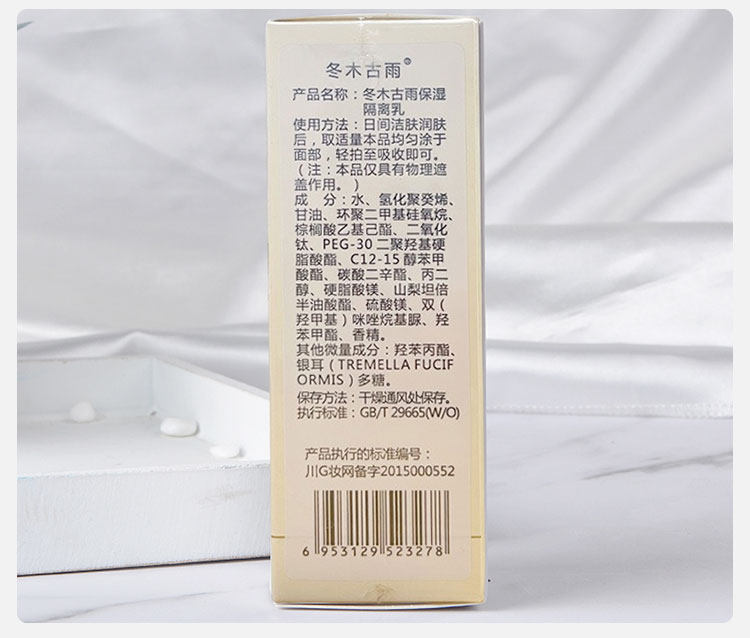 冬木古雨®
产品名称：冬木古雨保湿
隔离乳
使用方法：日间洁肤润肤
后，取适量本品均匀涂于
面部，轻拍至吸收即可。
（注：本品仅具有物理遮
盖作用。）
成　分：水、氢化聚癸烯、
甘油、环聚二甲基硅氧烷、
棕榈酸乙基己酯、二氧化
钛、PEG-30 二聚羟基硬
脂酸酯、C12-15 醇苯甲
酸酯、碳酸二辛酯、丙二
醇、硬脂酸镁、山梨坦倍
半油酸酯、硫酸镁、双（
羟甲基）咪唑烷基脲、羟
苯甲酯、香精。
其他微量成分：羟苯丙酯、
银耳（TREMELLA FUCIF
ORMIS）多糖。
保存方法：干燥通风处保存。
执行标准：GB/T 29665(W/O)
产品执行的标准编号：
川G妆网备字2015000552
6 953129 523278